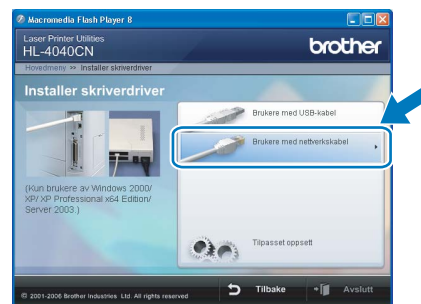 Macromedia Flash Player 8
Laser Printer Utilities
HL-4040CN
brother
Hovedmeny >> Installer skriverdriver
Installer skriverdriver
Brukere med USB-kabel
Brukere med nettverkskabel
(Kun brukere av Windows 2000/
XP/ XP Professional x64 Edition/
Server 2003.)
Tilpasset oppsett
© 2001-2006 Brother Industries Ltd. All rights reserved
Tilbake
Avslutt